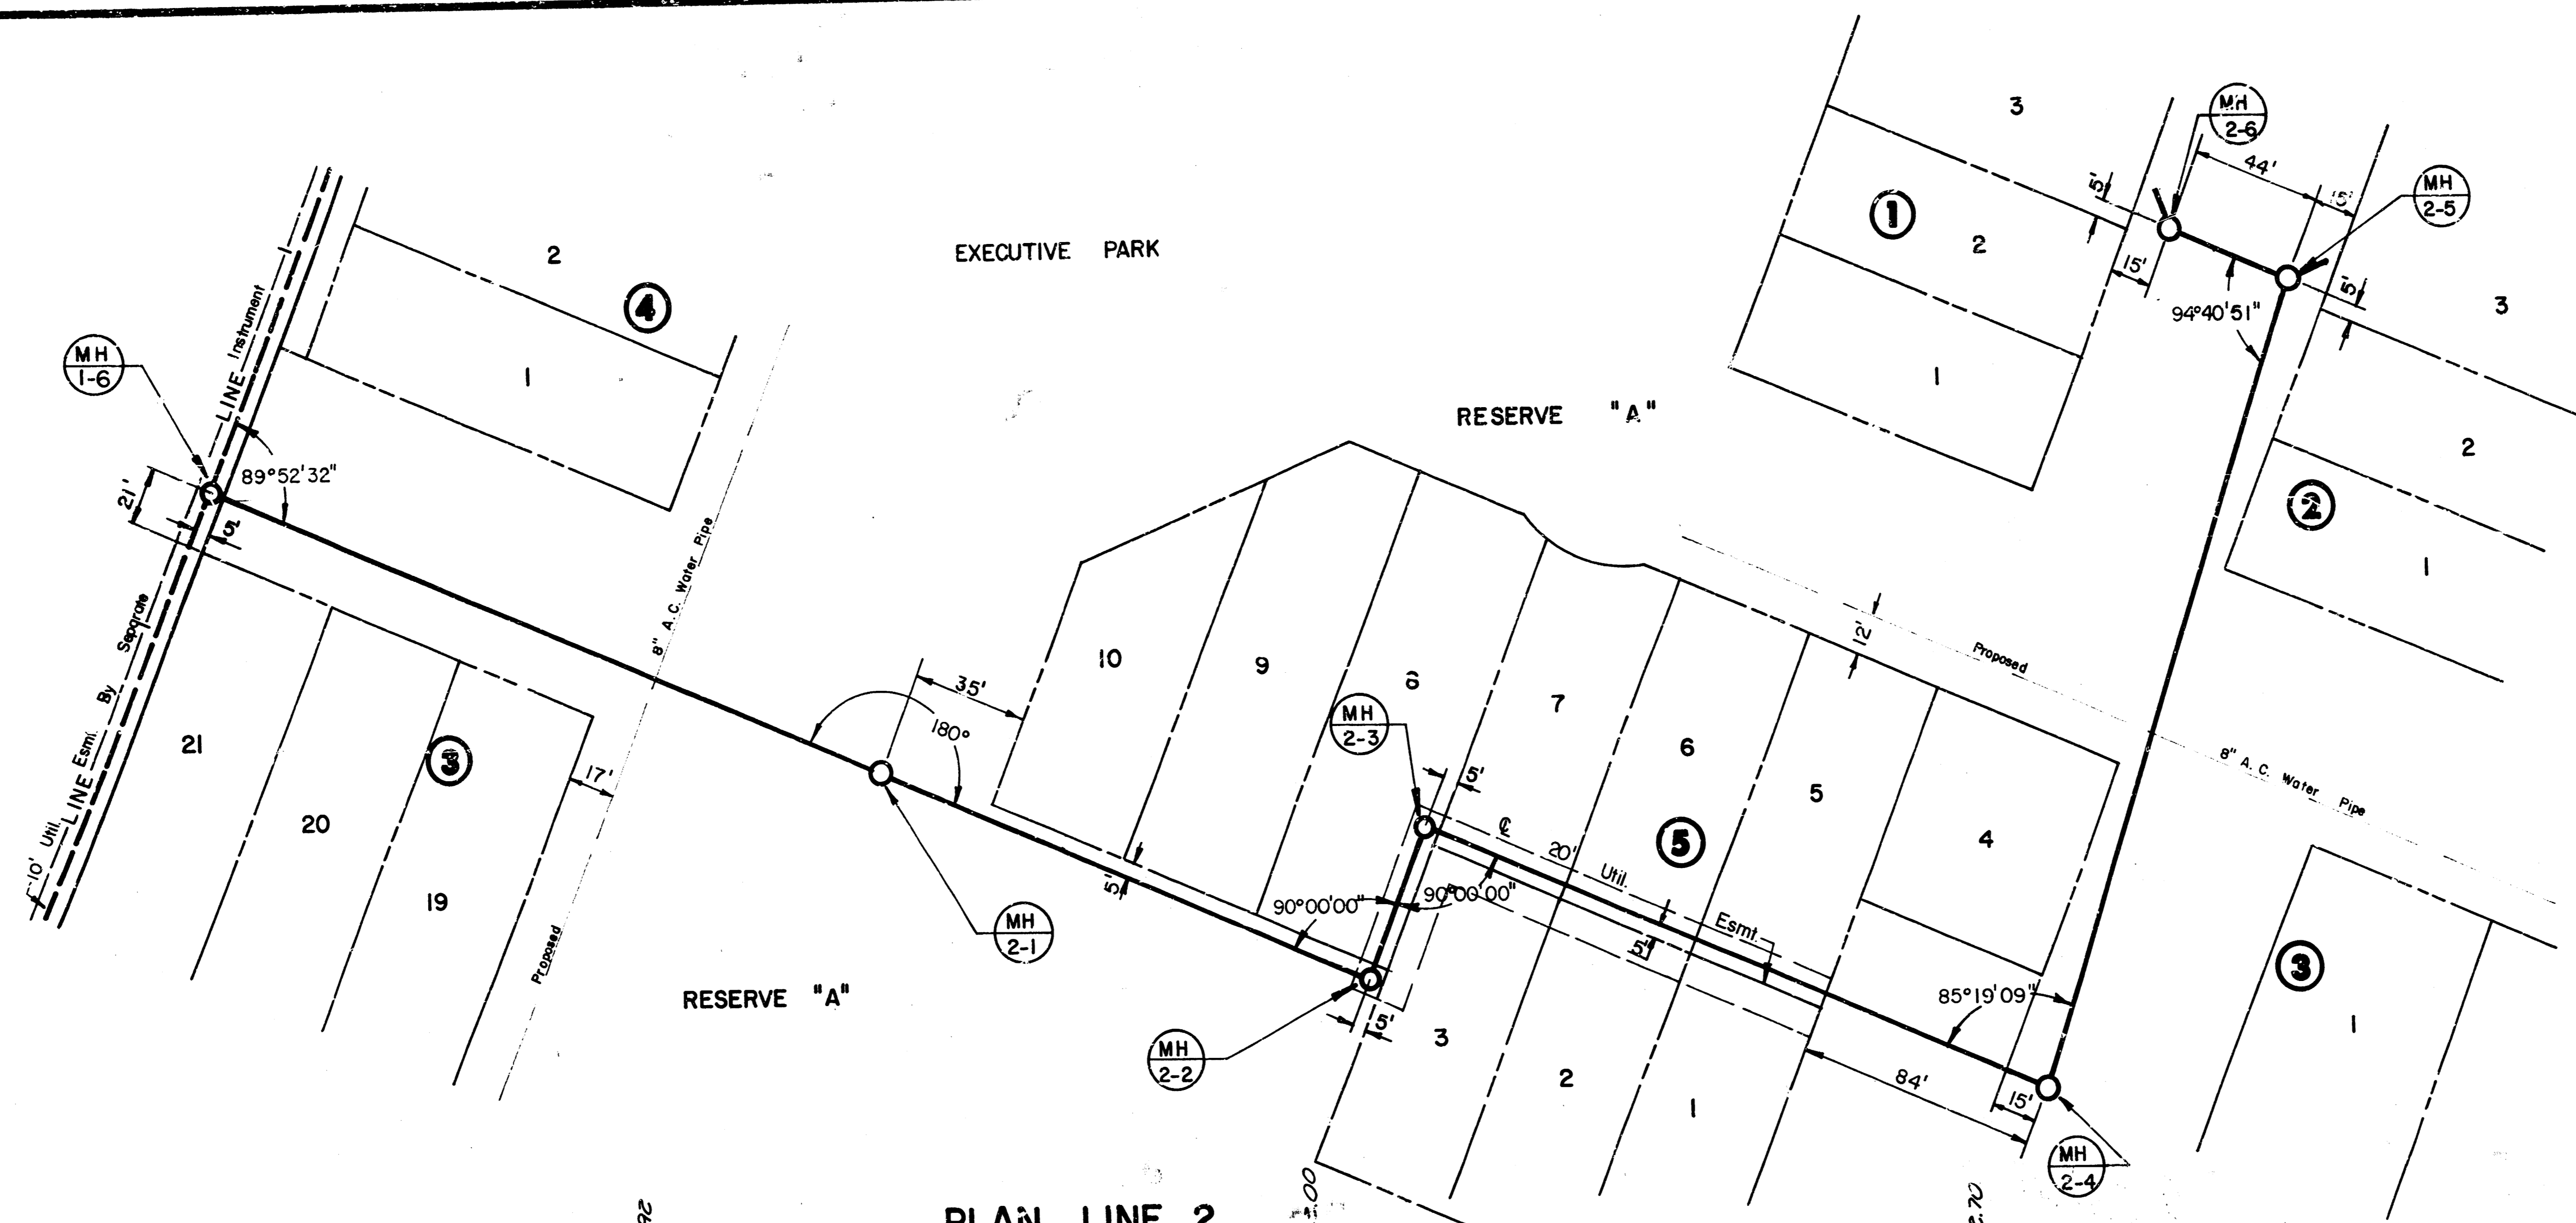 EXECUTIVE PARK
RESERVE "A"
RESERVE "A"
MH
1-6
89°52'32"
21'
5'
LINE 1
Instrument
Separate
By
Esmt.
LINE 1
10' Util.
2
4
1
21
20
3
19
17'
8" A.C. Water Pipe
Proposed
35'
180°
MH
2-1
5'
10
9
8
7
6
5
4
MH
2-3
5'
℄
20'
Util.
Esmt.
5
90°00'00"
90°00'00"
5'
MH
2-2
5'
3
2
1
12'
Proposed
8" A. C. Water Pipe
85°19'09"
84'
15'
MH
2-4
3
1
2
1
5'
15'
MH
2-6
44'
15'
MH
2-5
5'
94°40'51"
3
2
2
1
3
1
PLAN LINE 2